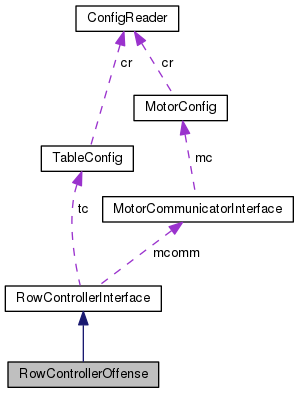 ConfigReader
cr
cr
MotorConfig
TableConfig
mc
tc
MotorCommunicatorInterface
mcomm
RowControllerInterface
RowControllerOffense